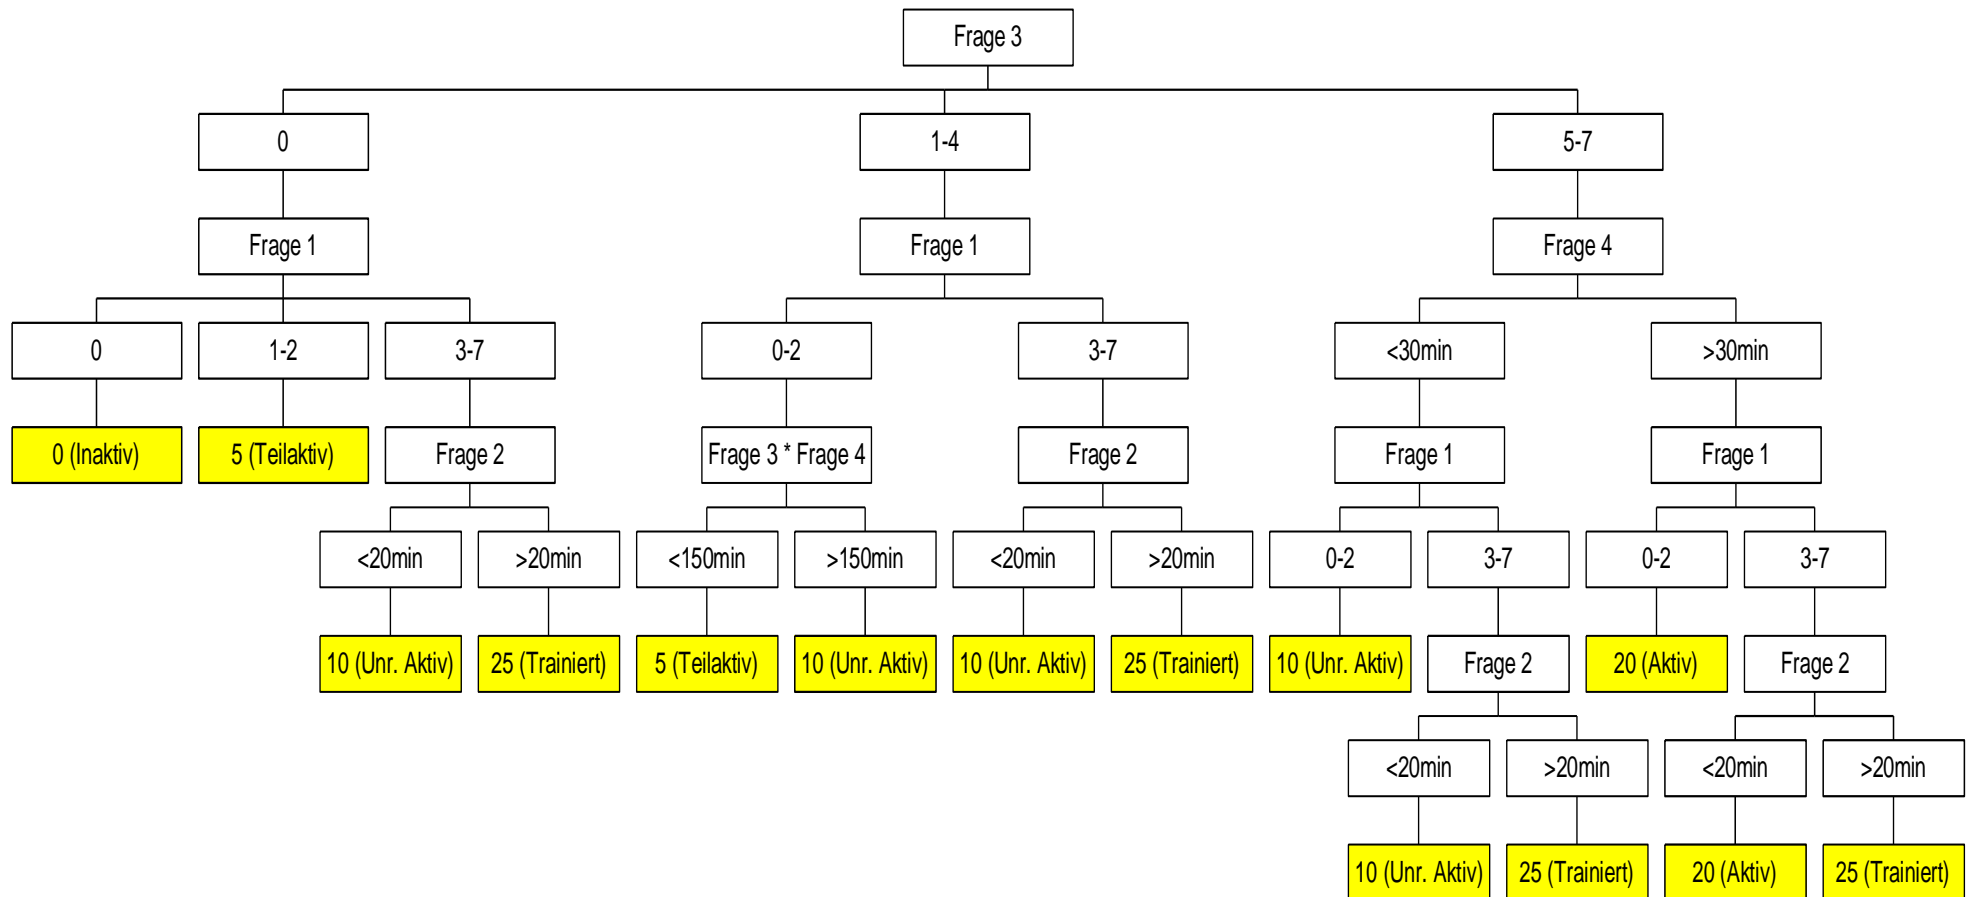 Frage 3
0
1-4
5-7
Frage 1
Frage 1
Frage 4
0
1-2
3-7
0-2
3-7
<30min
>30min
0 (Inaktiv)
5 (Teilaktiv)
Frage 2
Frage 3 * Frage 4
Frage 2
Frage 1
Frage 1
<20min
>20min
<150min
>150min
<20min
>20min
0-2
3-7
0-2
3-7
10 (Unr. Aktiv)
25 (Trainiert)
5 (Teilaktiv)
10 (Unr. Aktiv)
10 (Unr. Aktiv)
25 (Trainiert)
10 (Unr. Aktiv)
Frage 2
20 (Aktiv)
Frage 2
<20min
>20min
<20min
>20min
10 (Unr. Aktiv)
25 (Trainiert)
20 (Aktiv)
25 (Trainiert)